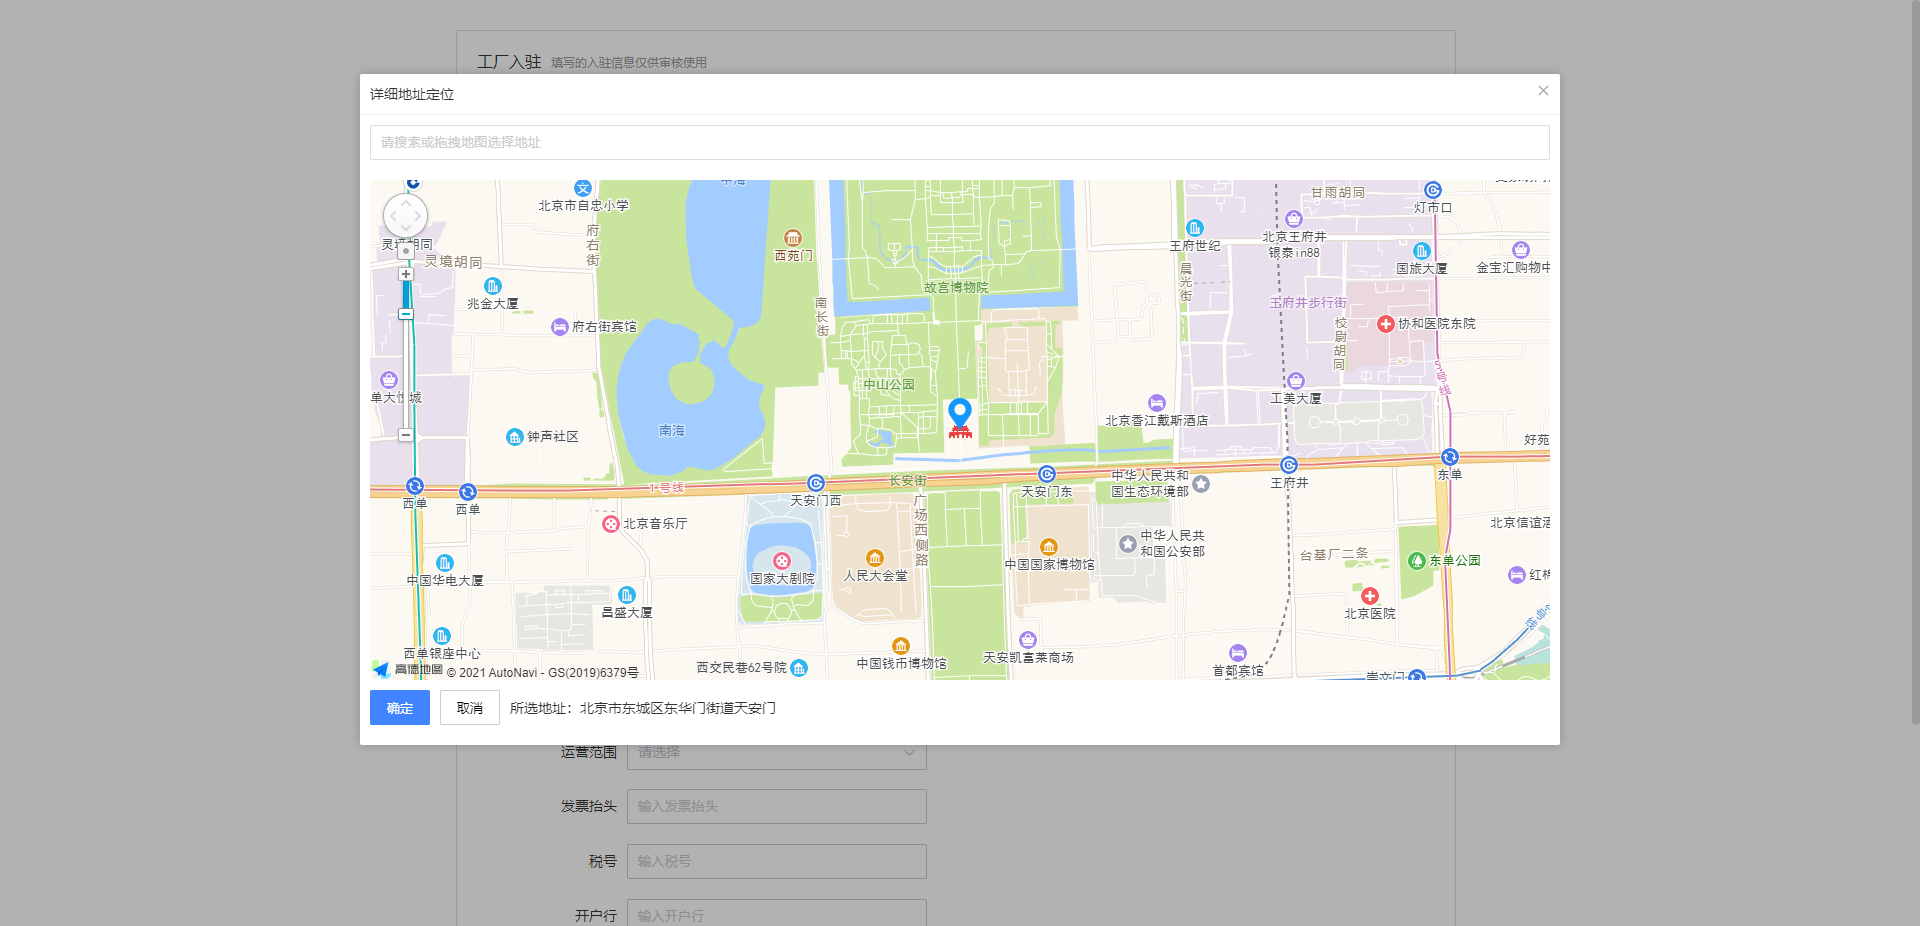 工厂入驻 填写的入驻信息仅供审核使用
详细地址定位
请搜索或拖拽地图选择地址
北京市自忠小学
府右街
灵境胡同
灵境胡同
兆金大厦
府右街宾馆
西苑门
南长街
故宫博物院
中山公园
南海
钟声社区
王府世纪
晨光街
甘雨胡同
北京王府井
银泰in88
灯市口
国旅大厦
金宝汇购物中
王府井步行街
校尉胡同
协和医院东院
5号线
工美大厦
北京香江戴斯酒店
好苑
西单
西单
1号线
天安门西
长安街
天安门东
中华人民共和
国生态环境部
王府井
东单
北京音乐厅
广场西侧路
中华人民共
和国公安部
北京信谊酒
台基厂二条
东单公园
中国华电大厦
国家大剧院
人民大会堂
中国国家博物馆
昌盛大厦
北京医院
西单银座中心
西交民巷62号院
中国钱币博物馆
天安凯富莱商场
首都宾馆
崇文门
高德地图 © 2021 AutoNavi - GS(2019)6379号
确定 取消 所选地址：北京市东城区东华门街道天安门
运营范围 请选择
发票抬头 输入发票抬头
税号 输入税号
开户行 输入开户行